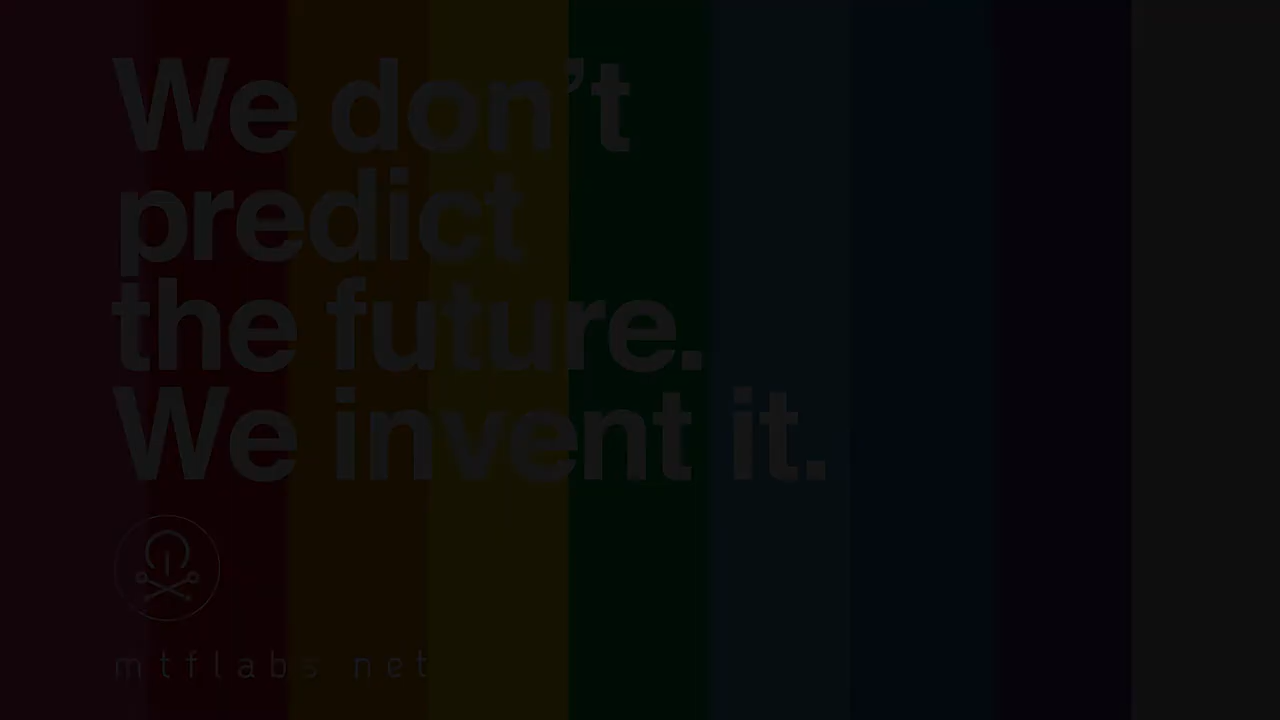 We don’t
predict
the future.
We invent it.
mtflabs net